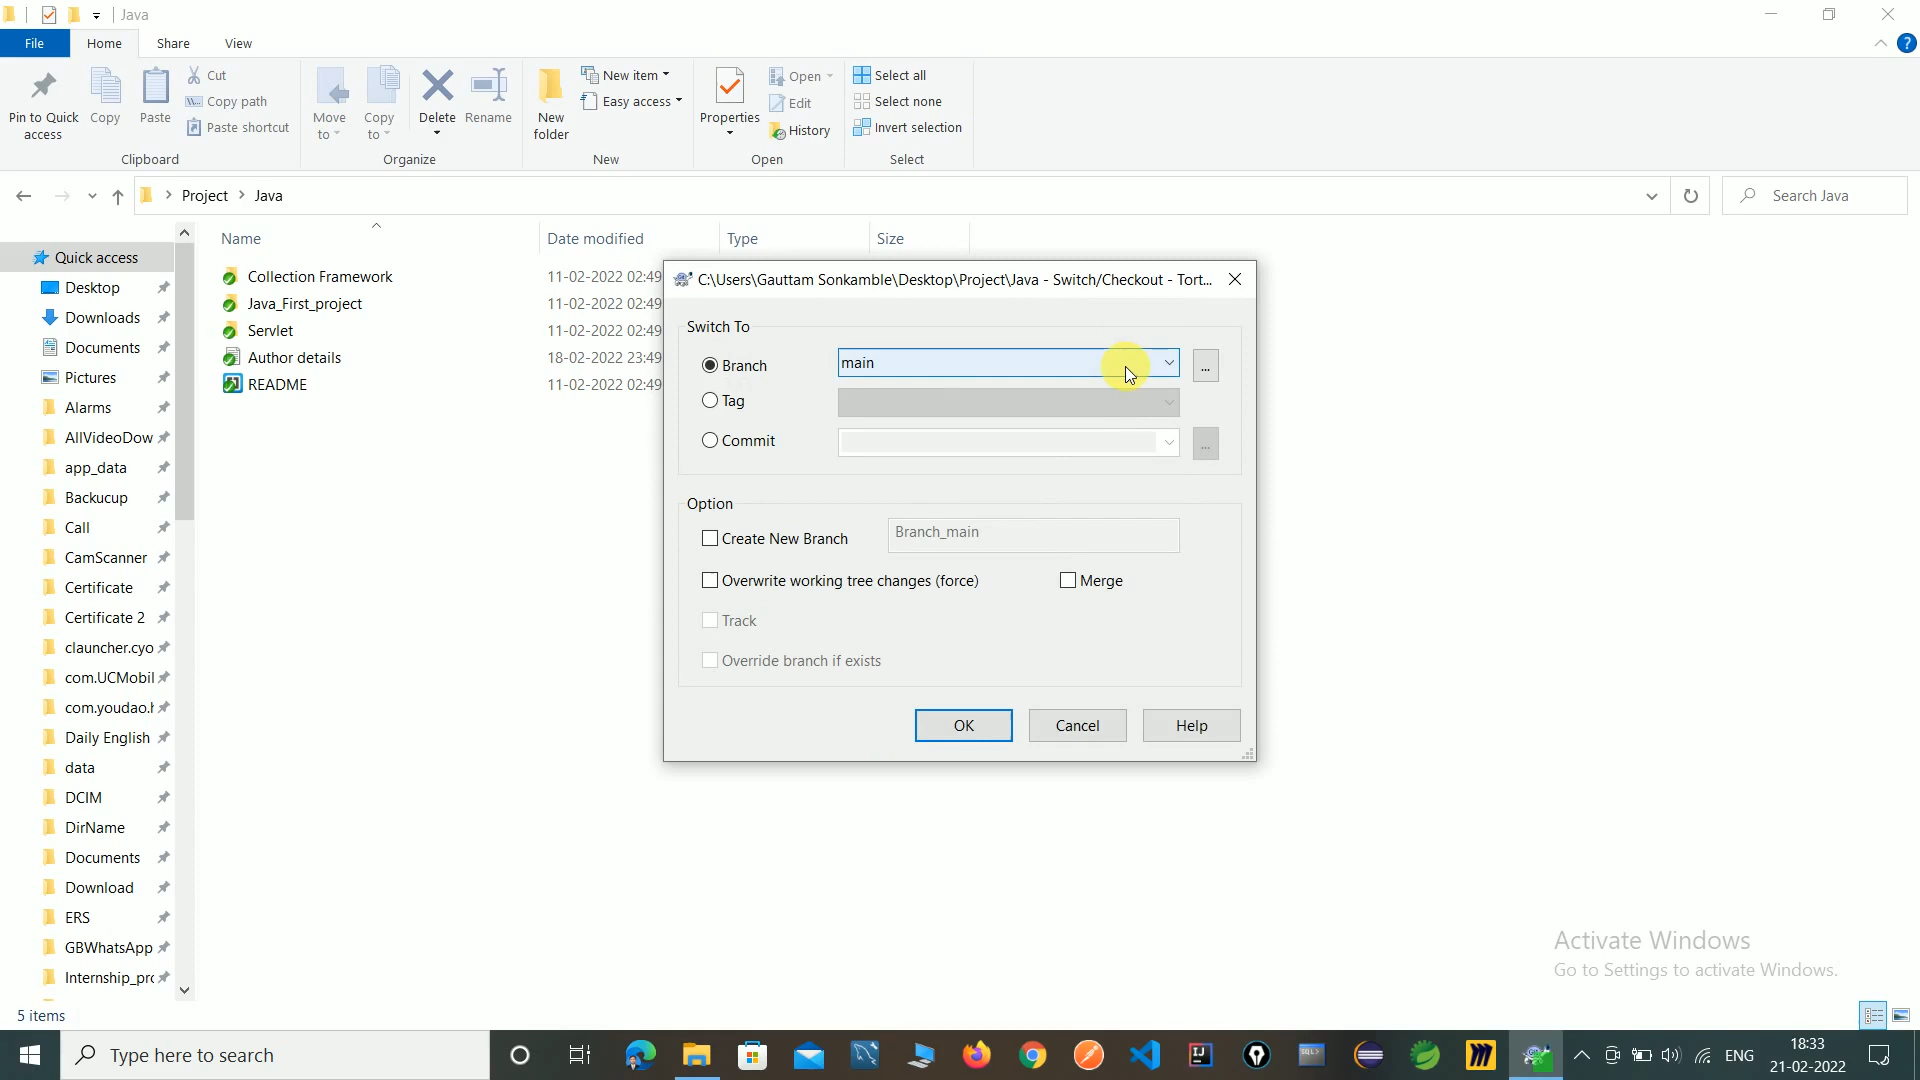 Java
File
Home
Share
View
Pin to Quick access
Copy
Paste
Cut
Copy path
Paste shortcut
Clipboard
Move to
Copy to
Delete
Rename
Organize
New folder
New item
Easy access
New
Properties
Open
Edit
History
Open
Select all
Select none
Invert selection
Select
Project
Java
Search Java
Name
Date modified
Type
Size
Quick access
Desktop
Downloads
Documents
Pictures
Alarms
AllVideoDow
app_data
Backucup
Call
CamScanner
Certificate
Certificate 2
clauncher.cyo
com.UCMobil
com.youdao.h
Daily English
data
DCIM
DirName
Documents
Download
ERS
GBWhatsApp
Internship_pro
Collection Framework 11-02-2022 02:49
Java_First_project 11-02-2022 02:49
Servlet 11-02-2022 02:49
Author details 18-02-2022 23:49
README 11-02-2022 02:49
C:\Users\Gauttam Sonkamble\Desktop\Project\Java - Switch/Checkout - Tort...
Switch To
Branch main ...
Tag
Commit ...
Option
Create New Branch Branch_main
Overwrite working tree changes (force) Merge
Track
Override branch if exists
OK Cancel Help
Activate Windows
Go to Settings to activate Windows.
5 items
Type here to search
SQL>
ENG
18:33
21-02-2022